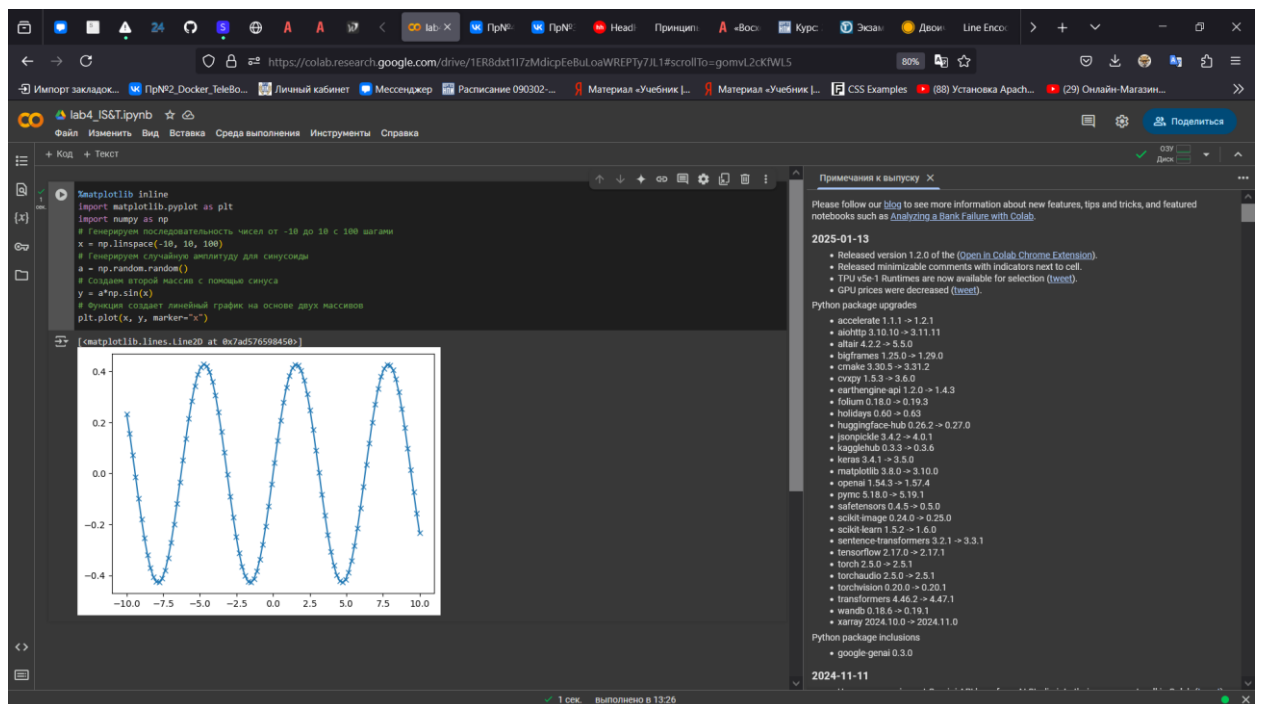 24
lab
ПрN
ПрNº
Headi
Принцип
«Вос
Курс
Экза
Двои
Line Enco
https://colab.research.google.com/drive/1ER8dxt1I7zMdicpEeBuLoaWREPTy7JL1#scrollTo=gomvL2cKfWL5
80%
Импорт закладок...
ПрNº2_Docker_TeleBo...
Личный кабинет
Мессенджер
Расписание 090302-...
Материал «Учебник |...
Материал «Учебник |...
CSS Examples
(88) Установка Apach...
(29) Онлайн-Магазин...
lab4_IS&T.ipynb
Файл Изменить Вид Вставка Среда выполнения Инструменты Справка
Поделиться
+ Код + Текст
ОЗУ
Диск
1
сек.
%matplotlib inline
import matplotlib.pyplot as plt
import numpy as np
# Генерируем последовательность чисел от -10 до 10 с 100 шагами
x = np.linspace(-10, 10, 100)
# Генерируем случайную амплитуду для синусоиды
a = np.random.random()
# Создаем второй массив с помощью синуса
y = a*np.sin(x)
# Функция создает линейный график на основе двух массивов
plt.plot(x, y, marker="x")
[<matplotlib.lines.Line2D at 0x7ad576598450>]
0.4
0.2
0.0
−0.2
−0.4
−10.0 −7.5 −5.0 −2.5 0.0 2.5 5.0 7.5 10.0
Примечания к выпуску
Please follow our blog to see more information about new features, tips and tricks, and featured
notebooks such as Analyzing a Bank Failure with Colab.
2025-01-13
Released version 1.2.0 of the (Open in Colab Chrome Extension).
Released minimizable comments with indicators next to cell.
TPU v5e-1 Runtimes are now available for selection (tweet).
GPU prices were decreased (tweet).
Python package upgrades
accelerate 1.1.1 -> 1.2.1
aiohttp 3.10.10 -> 3.11.11
altair 4.2.2 -> 5.5.0
bigframes 1.25.0 -> 1.29.0
cmake 3.30.5 -> 3.31.2
cvxpy 1.5.3 -> 3.6.0
earthengine-api 1.2.0 -> 1.4.3
folium 0.18.0 -> 0.19.3
holidays 0.60 -> 0.63
huggingface-hub 0.26.2 -> 0.27.0
jsonpickle 3.4.2 -> 4.0.1
kagglehub 0.3.3 -> 0.3.6
keras 3.4.1 -> 3.5.0
matplotlib 3.8.0 -> 3.10.0
openai 1.54.3 -> 1.57.4
pymc 5.18.0 -> 5.19.1
safetensors 0.4.5 -> 0.5.0
scikit-image 0.24.0 -> 0.25.0
scikit-learn 1.5.2 -> 1.6.0
sentence-transformers 3.2.1 -> 3.3.1
tensorflow 2.17.0 -> 2.17.1
torch 2.5.0 -> 2.5.1
torchaudio 2.5.0 -> 2.5.1
torchvision 0.20.0 -> 0.20.1
transformers 4.46.2 -> 4.47.1
wandb 0.18.6 -> 0.19.1
xarray 2024.10.0 -> 2024.11.0
Python package inclusions
google-genai 0.3.0
2024-11-11
1 сек. выполнено в 13:26